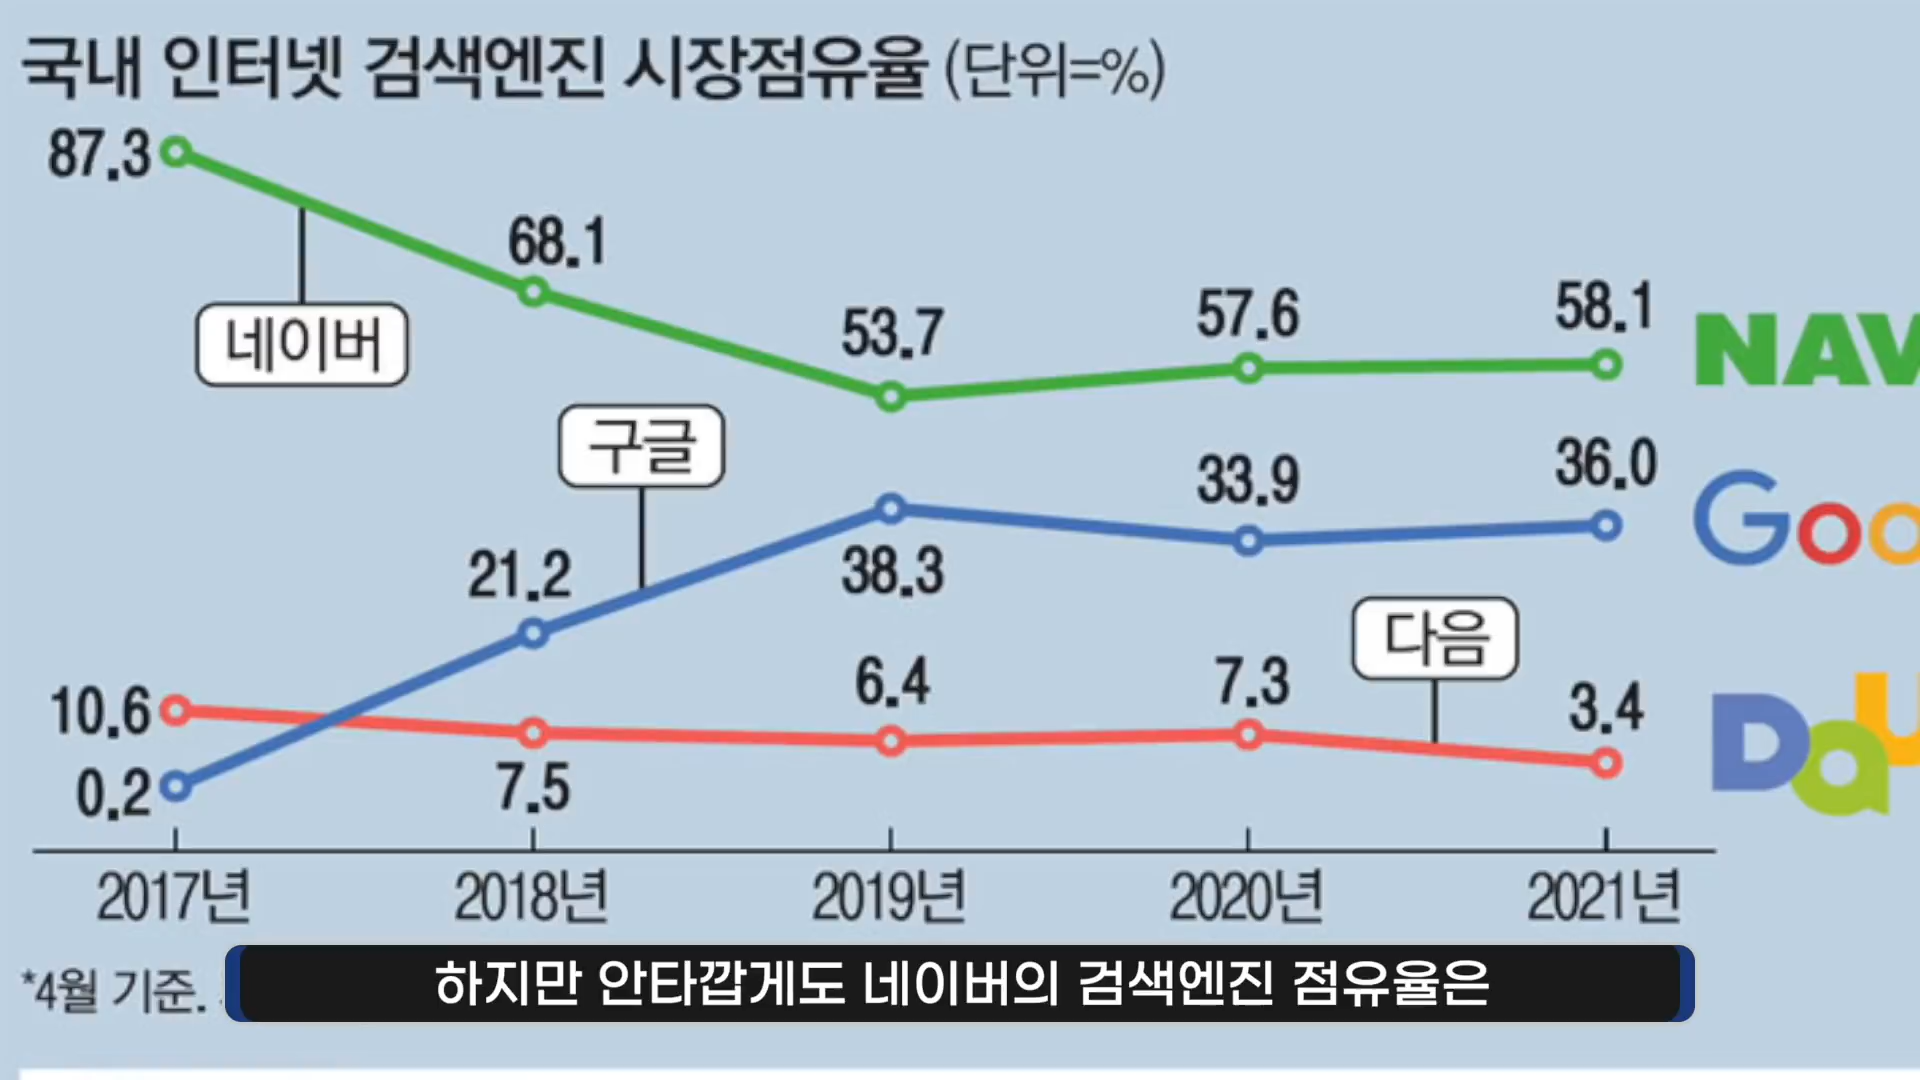 국내 인터넷 검색엔진 시장점유율 (단위=%)
87.3
68.1
53.7
57.6
58.1
네이버
NAV
구글
21.2
38.3
33.9
36.0
Goo
다음
10.6
7.5
6.4
7.3
3.4
Dau
0.2
2017년 2018년 2019년 2020년 2021년
*4월 기준.
하지만 안타깝게도 네이버의 검색엔진 점유율은